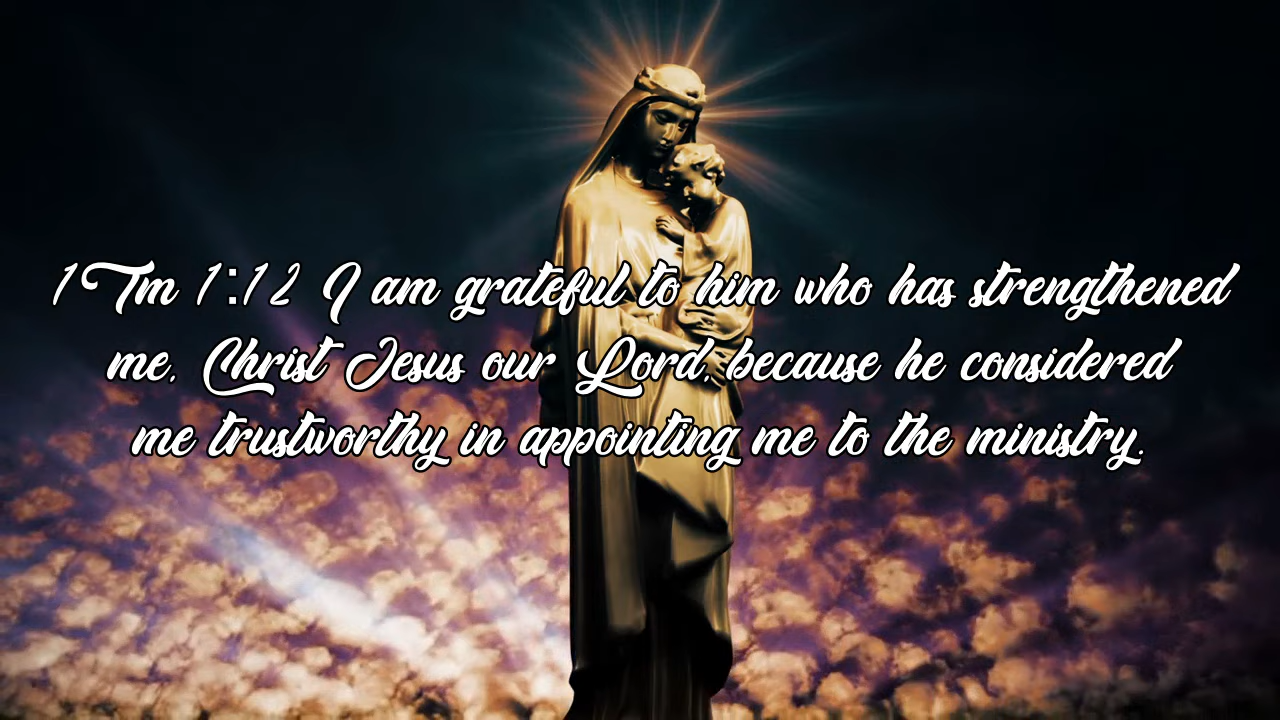 1 Tm 1:12 I am grateful to him who has strengthened
me, Christ Jesus our Lord, because he considered
me trustworthy in appointing me to the ministry.